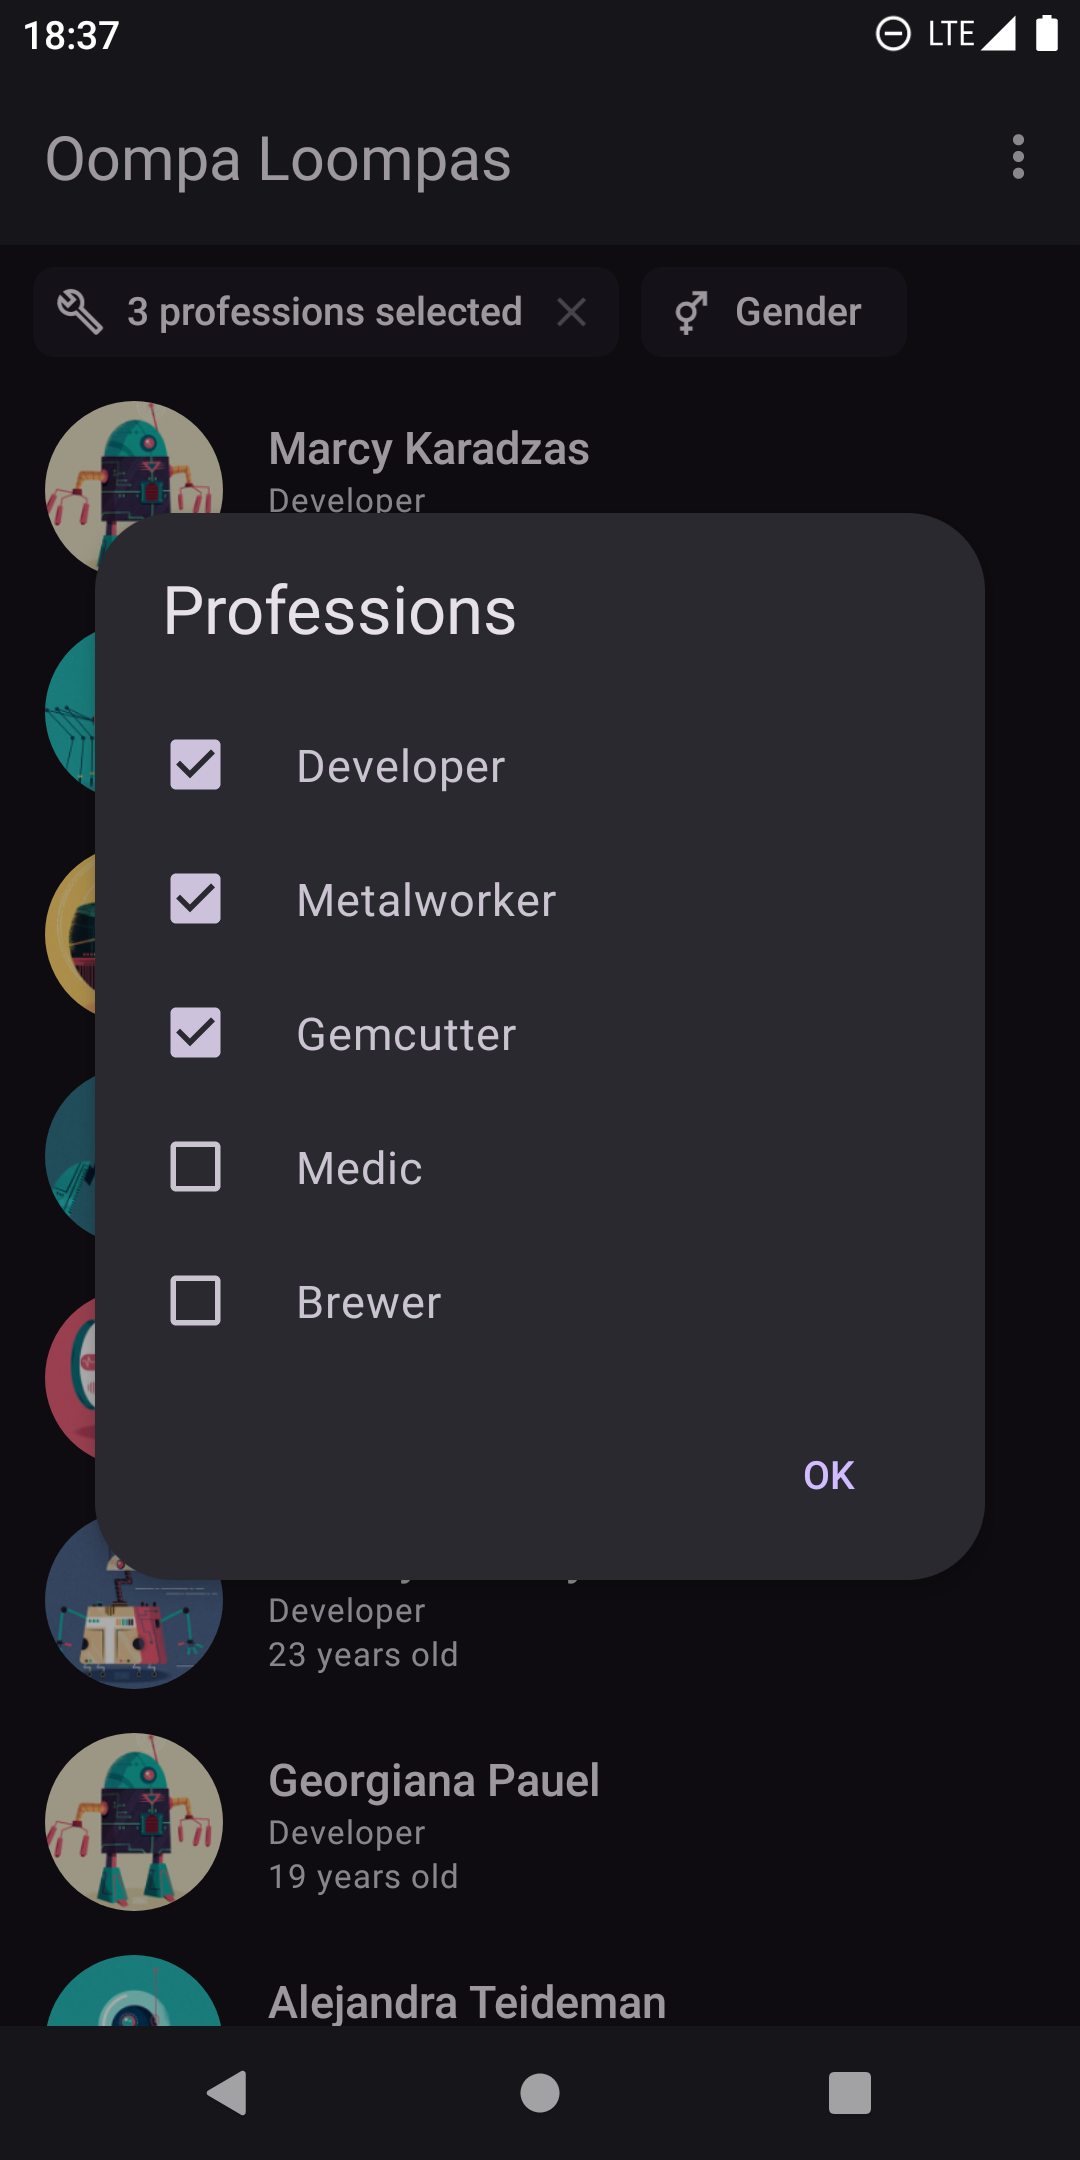 18:37
LTE
Oompa Loompas
3 professions selected
Gender
Marcy Karadzas
Developer
Professions
Developer
Metalworker
Gemcutter
Medic
Brewer
OK
Developer
23 years old
Georgiana Pauel
Developer
19 years old
Alejandra Teideman